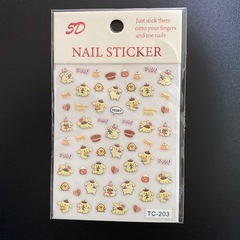 5D
NAIL STICKER
Just stick them
onto your fingers
and toe nails
TC-203